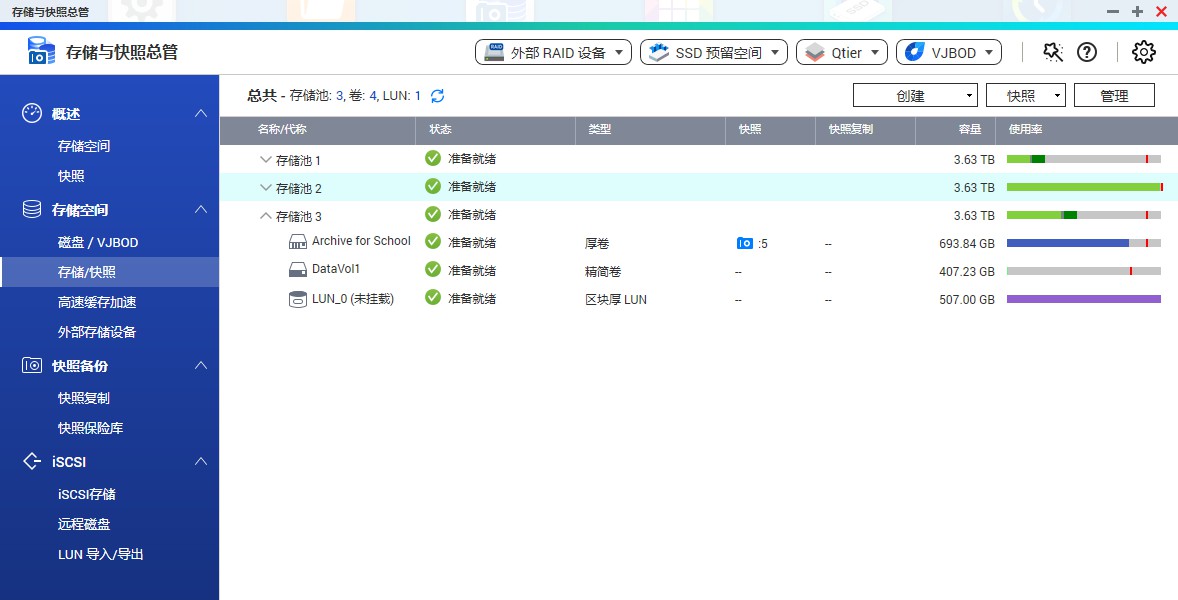 存储与快照总管
存储与快照总管
外部 RAID 设备 SSD 预留空间 Qtier VJBOD
概述
存储空间
快照
存储空间
磁盘 / VJBOD
存储/快照
高速缓存加速
外部存储设备
快照备份
快照复制
快照保险库
iSCSI
iSCSI存储
远程磁盘
LUN 导入/导出
总共 - 存储池: 3, 卷: 4, LUN: 1
创建 快照 管理
名称/代称 状态 类型 快照 快照复制 容量 使用率
存储池 1 准备就绪 3.63 TB
存储池 2 准备就绪 3.63 TB
存储池 3 准备就绪 3.63 TB
Archive for School 准备就绪 厚卷 :5 -- 693.84 GB
DataVol1 准备就绪 精简卷 -- -- 407.23 GB
LUN_0 (未挂载) 准备就绪 区块厚 LUN -- -- 507.00 GB